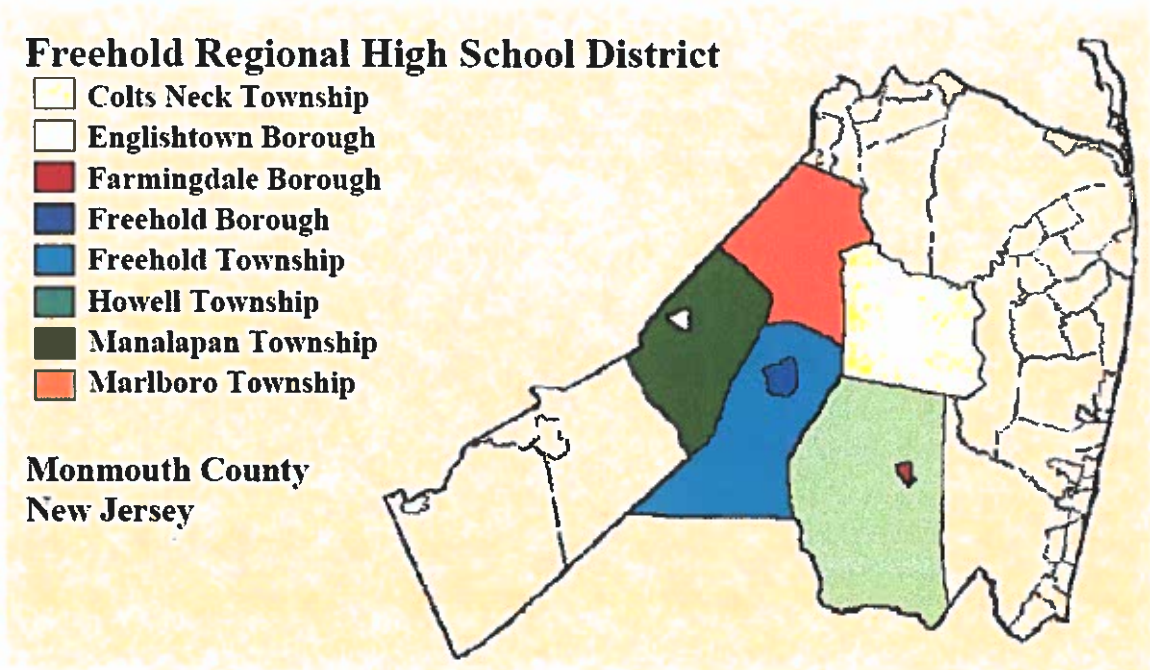 Freehold Regional High School District
Colts Neck Township
Englishtown Borough
Farmingdale Borough
Freehold Borough
Freehold Township
Howell Township
Manalapan Township
Marlboro Township
Monmouth County
New Jersey